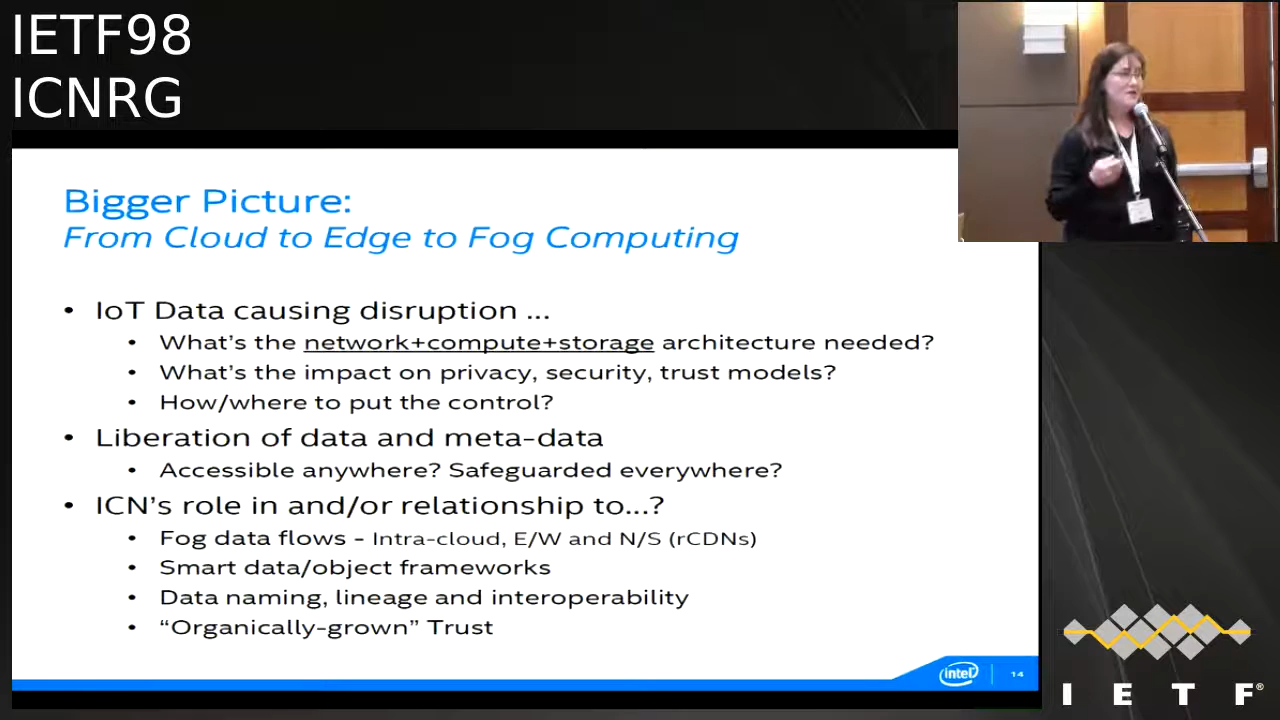 IETF98
ICNRG
Bigger Picture:
From Cloud to Edge to Fog Computing
• IoT Data causing disruption ...
• What's the network+compute+storage architecture needed?
• What's the impact on privacy, security, trust models?
• How/where to put the control?
• Liberation of data and meta-data
• Accessible anywhere? Safeguarded everywhere?
• ICN's role in and/or relationship to...?
• Fog data flows - Intra-cloud, E/W and N/S (rCDNs)
• Smart data/object frameworks
• Data naming, lineage and interoperability
• “Organically-grown” Trust
intel
14
I E T F®